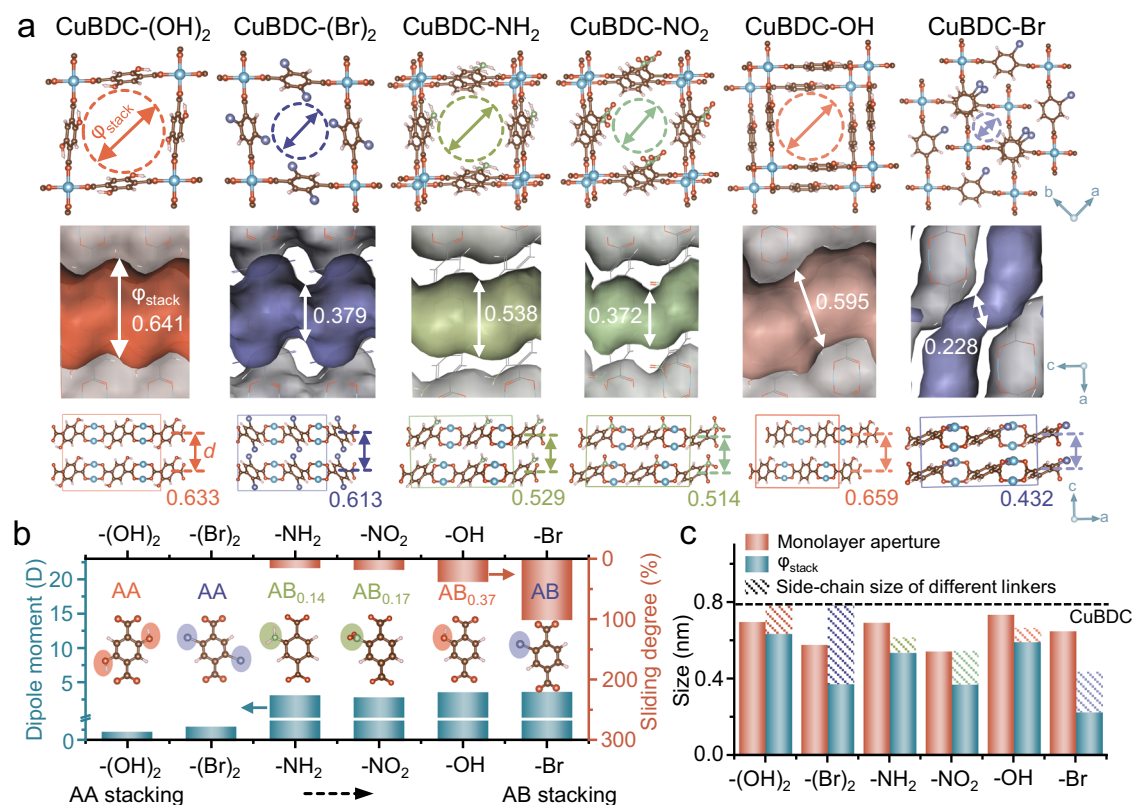 a
CuBDC-(OH)₂ CuBDC-(Br)₂ CuBDC-NH₂ CuBDC-NO₂ CuBDC-OH CuBDC-Br
φstack
b a
φstack
0.641 0.379 0.538 0.372 0.595 0.228
c
a
d
0.633 0.613 0.529 0.514 0.659 0.432
c
a
b
-(OH)₂ -(Br)₂ -NH₂ -NO₂ -OH -Br
Dipole moment (D)
20
15
10
5
0
AA AA AB0.14 AB0.17 AB0.37 AB
0
100
200
300
Sliding degree (%)
-(OH)₂ -(Br)₂ -NH₂ -NO₂ -OH -Br
AA stacking AB stacking
c
Monolayer aperture
φstack
Side-chain size of different linkers
CuBDC
Size (nm)
0.8
0.4
0.0
-(OH)₂ -(Br)₂ -NH₂ -NO₂ -OH -Br